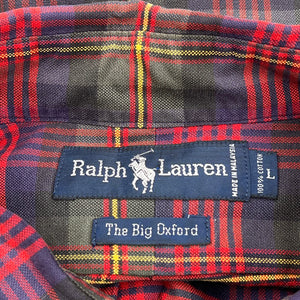 Ralph Lauren
MADE IN MALAYSIA
100% COTTON
L
The Big Oxford